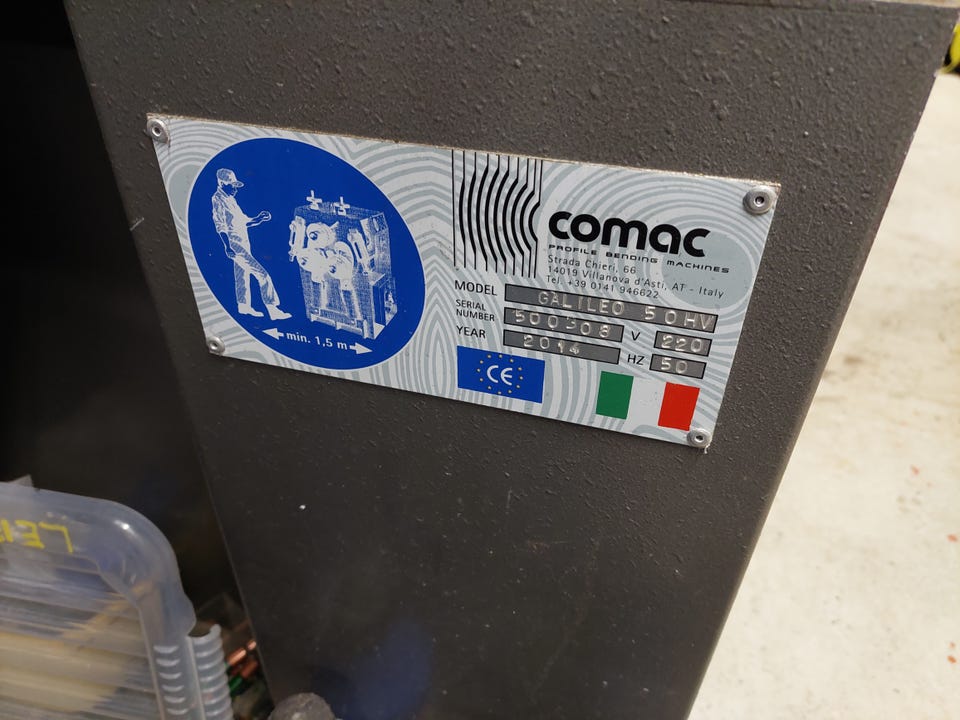 comac
PROFILE BENDING MACHINES
Strada Chieri, 66
14019 Villanova d'Asti, AT - Italy
Tel. +39 0141 946622
MODEL GALILEO 50HV
SERIAL NUMBER 500308 V 220
YEAR 2014 HZ 50
min. 1,5 m
CE